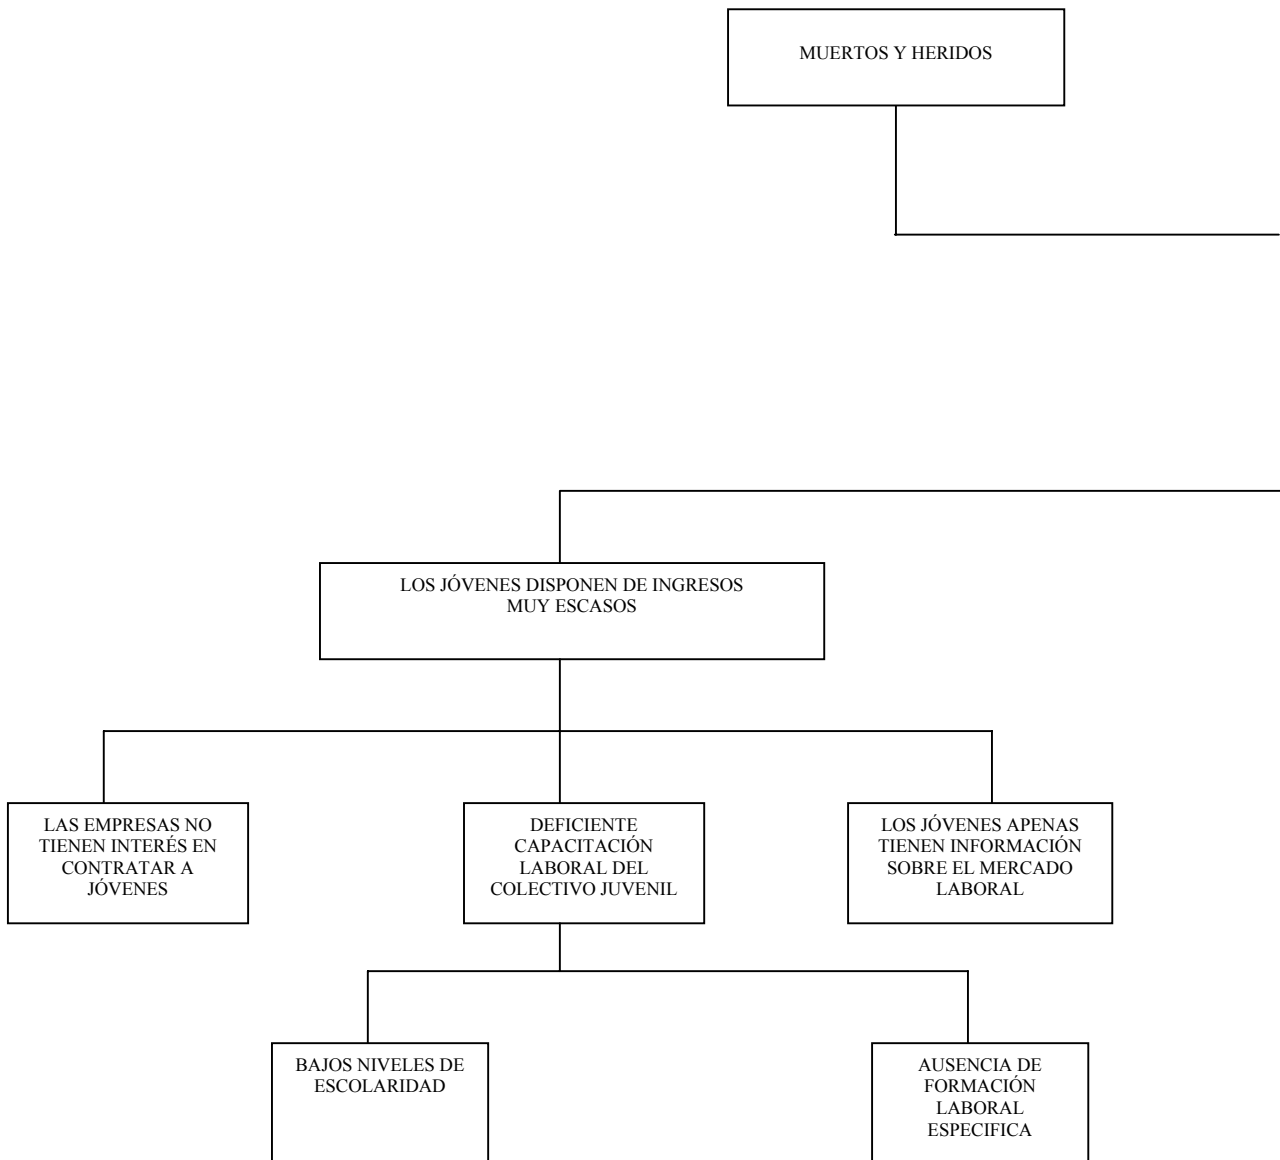 MUERTOS Y HERIDOS
LOS JÓVENES DISPONEN DE INGRESOS
MUY ESCASOS
LAS EMPRESAS NO
TIENEN INTERÉS EN
CONTRATAR A
JÓVENES
DEFICIENTE
CAPACITACIÓN
LABORAL DEL
COLECTIVO JUVENIL
LOS JÓVENES APENAS
TIENEN INFORMACIÓN
SOBRE EL MERCADO
LABORAL
BAJOS NIVELES DE
ESCOLARIDAD
AUSENCIA DE
FORMACIÓN
LABORAL
ESPECIFICA